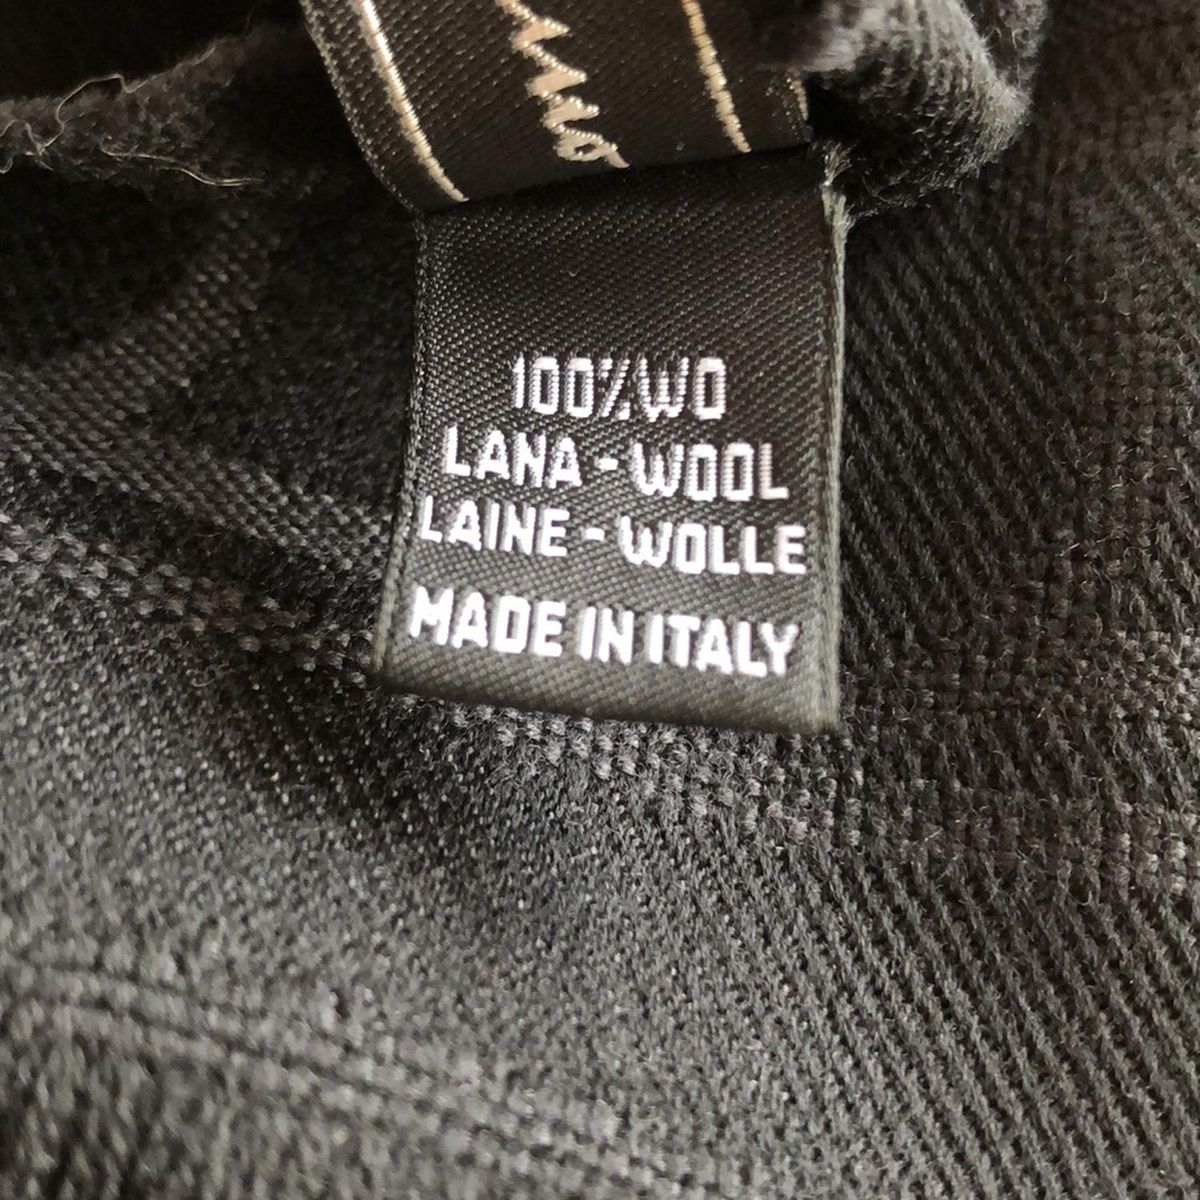 100%WO
LANA - WOOL
LAINE - WOLLE
MADE IN ITALY